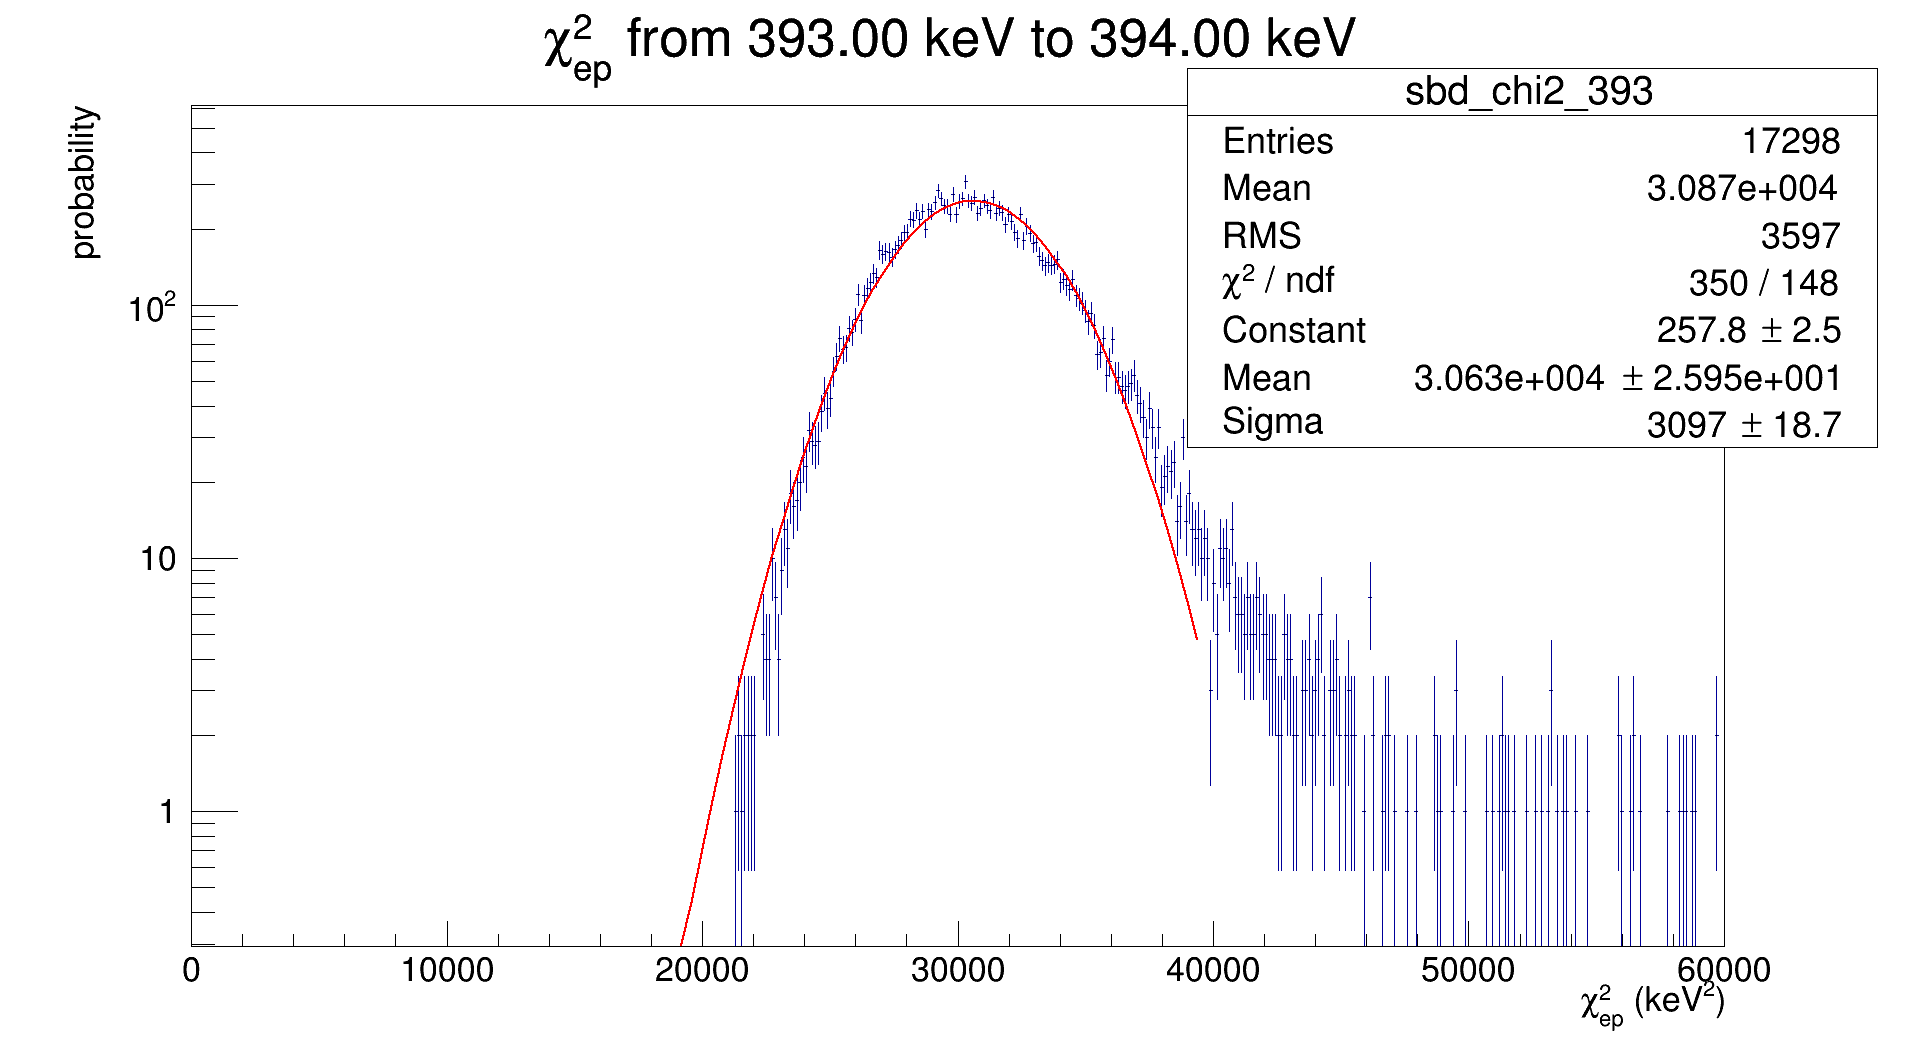 χ²ep from 393.00 keV to 394.00 keV
sbd_chi2_393
Entries 17298
Mean 3.087e+004
RMS 3597
χ² / ndf 350 / 148
Constant 257.8 ± 2.5
Mean 3.063e+004 ± 2.595e+001
Sigma 3097 ± 18.7
probability
10²
10
1
0 10000 20000 30000 40000 50000 60000
χ²ep (keV²)